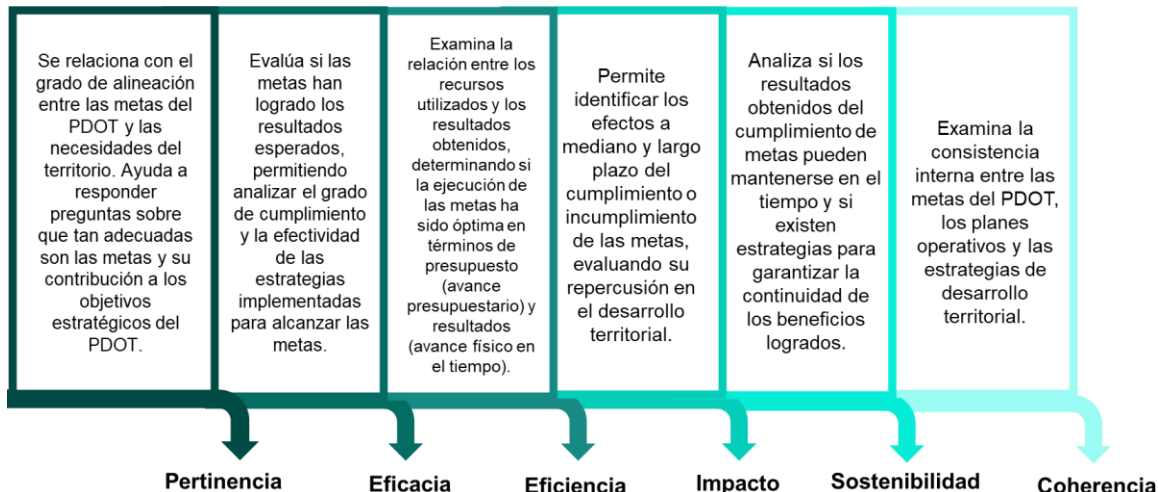 Se relaciona con el
grado de alineación
entre las metas del
PDOT y las
necesidades del
territorio. Ayuda a
responder
preguntas sobre
que tan adecuadas
son las metas y su
contribución a los
objetivos
estratégicos del
PDOT.
Evalúa si las
metas han
logrado los
resultados
esperados,
permitiendo
analizar el grado
de cumplimiento
y la efectividad
de las
estrategias
implementadas
para alcanzar las
metas.
Examina la
relación entre los
recursos
utilizados y los
resultados
obtenidos,
determinando si
la ejecución de
las metas ha
sido óptima en
términos de
presupuesto
(avance
presupuestario) y
resultados
(avance físico en
el tiempo).
Permite
identificar los
efectos a
mediano y largo
plazo del
cumplimiento o
incumplimiento
de las metas,
evaluando su
repercusión en
el desarrollo
territorial.
Analiza si los
resultados
obtenidos del
cumplimiento de
metas pueden
mantenerse en el
tiempo y si
existen
estrategias para
garantizar la
continuidad de
los beneficios
logrados.
Examina la
consistencia
interna entre las
metas del PDOT,
los planes
operativos y las
estrategias de
desarrollo
territorial.
Pertinencia
Eficacia
Eficiencia
Impacto
Sostenibilidad
Coherencia